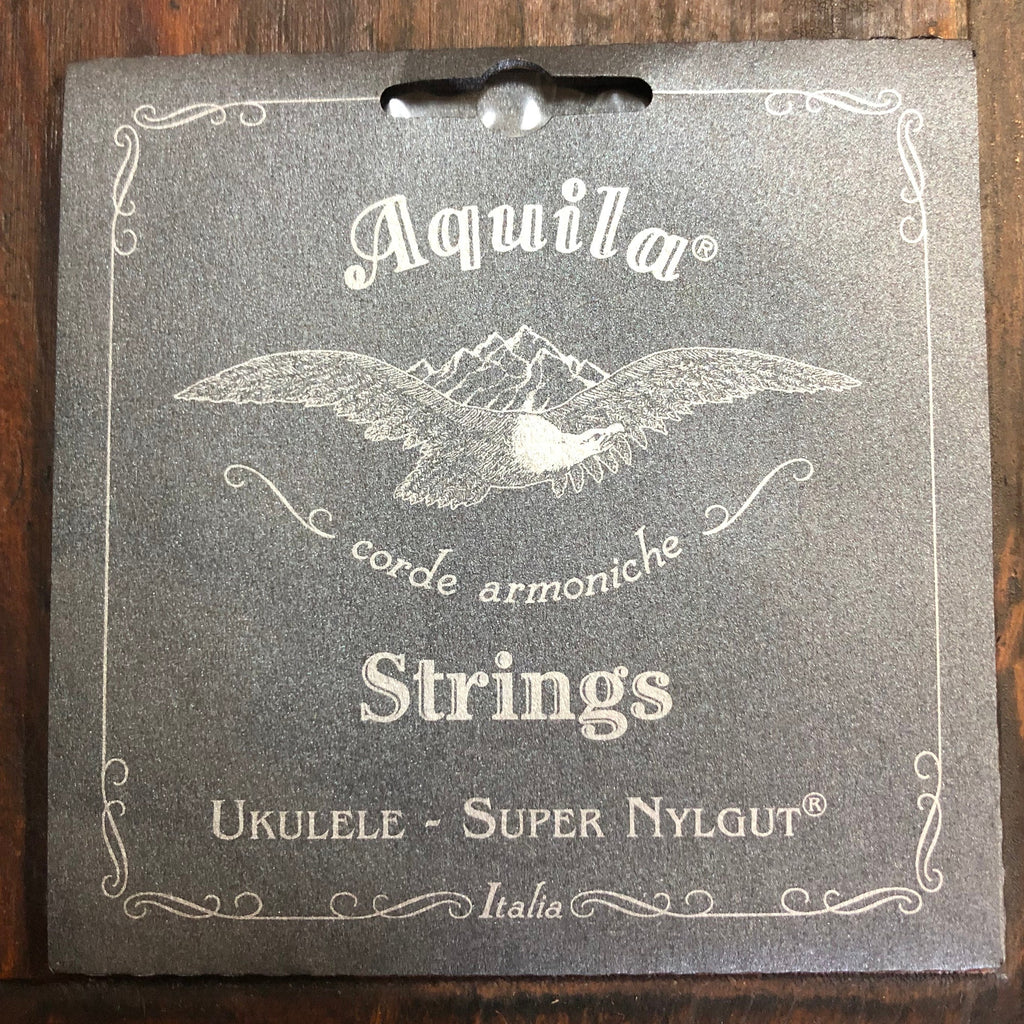 Aquila®
corde armoniche
Strings
UKULELE - SUPER NYLGUT®
Italia